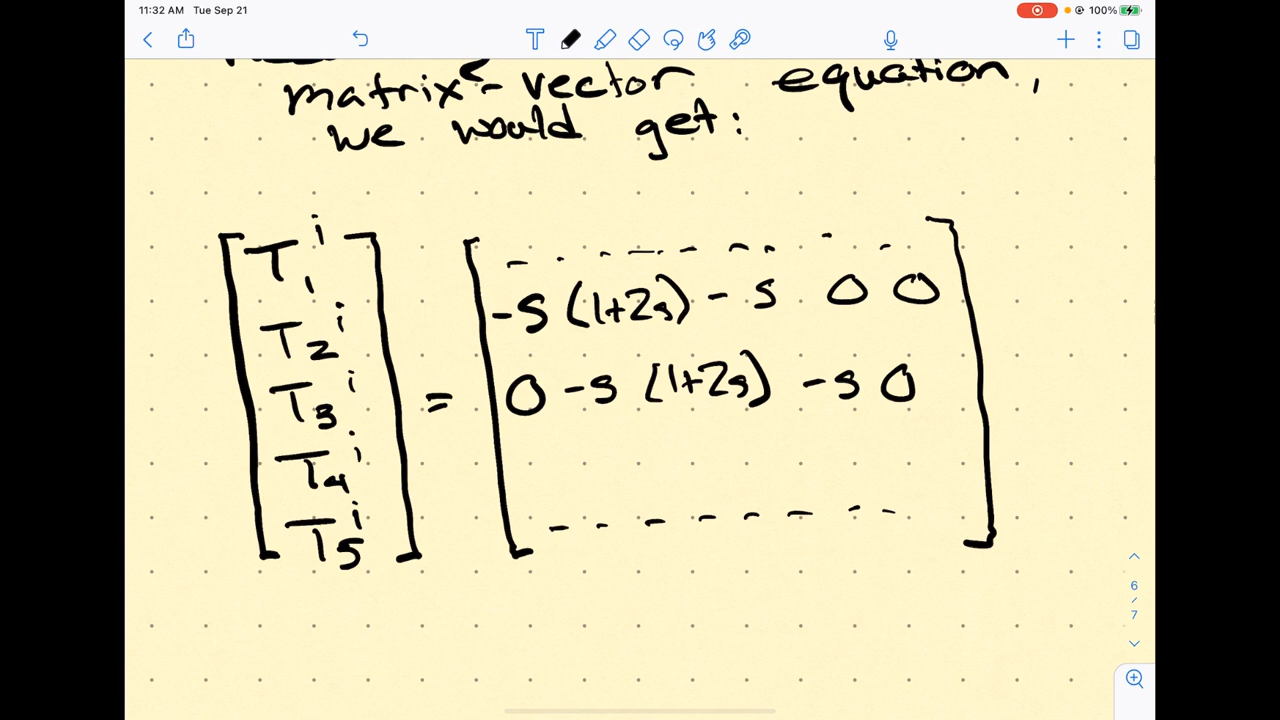 11:32 AM Tue Sep 21
100%
matrix - vector equation,
we would get:
T₁ⁱ
-s (1+2s) -s 0 0
T₂ⁱ
T₃ⁱ = 0 -s (1+2s) -s 0
T₄ⁱ
T₅ⁱ
6
/
7